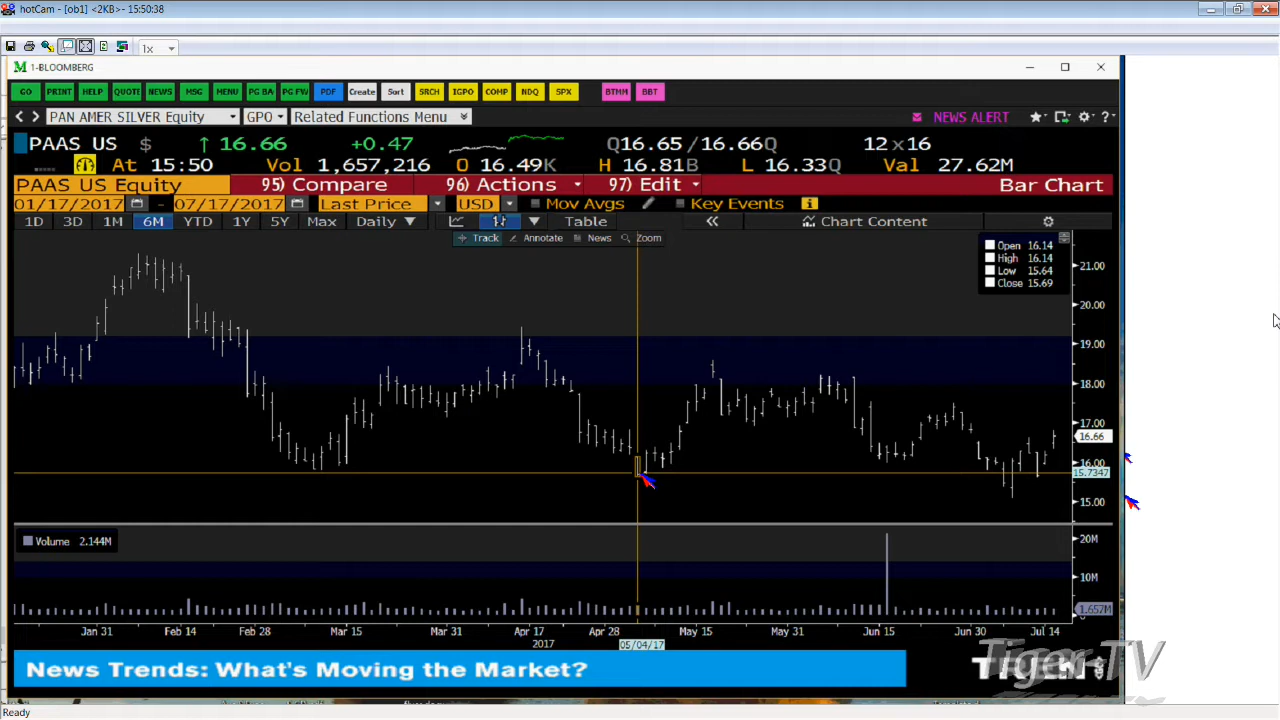 hotCam - [ob1] <2KB>- 15:50:38
1x
1-BLOOMBERG
GO PRINT HELP QUOTE NEWS MSG MENU PG BA PG FW PDF Create Sort SRCH IGPO COMP NDQ SPX BTMM BBT
PAN AMER SILVER Equity GPO Related Functions Menu NEWS ALERT
PAAS US $ ↑ 16.66 +0.47 Q16.65/16.66Q 12x16
At 15:50 Vol 1,657,216 O 16.49K H 16.81B L 16.33Q Val 27.62M
PAAS US Equity 95) Compare 96) Actions 97) Edit Bar Chart
01/17/2017 - 07/17/2017 Last Price USD Mov Avgs Key Events
1D 3D 1M 6M YTD 1Y 5Y Max Daily Table « Chart Content
Track Annotate News Zoom
Open 16.14
High 16.14
Low 15.64
Close 15.69
21.00
20.00
19.00
18.00
17.00
16.66
16.00
15.7347
15.00
Volume 2.144M
20M
10M
1.657M
0
Jan 31 Feb 14 Feb 28 Mar 15 Mar 31 Apr 17 Apr 28 May 15 May 31 Jun 15 Jun 30 Jul 14
2017 05/04/17
News Trends: What's Moving the Market?
Tiger TV
Ready